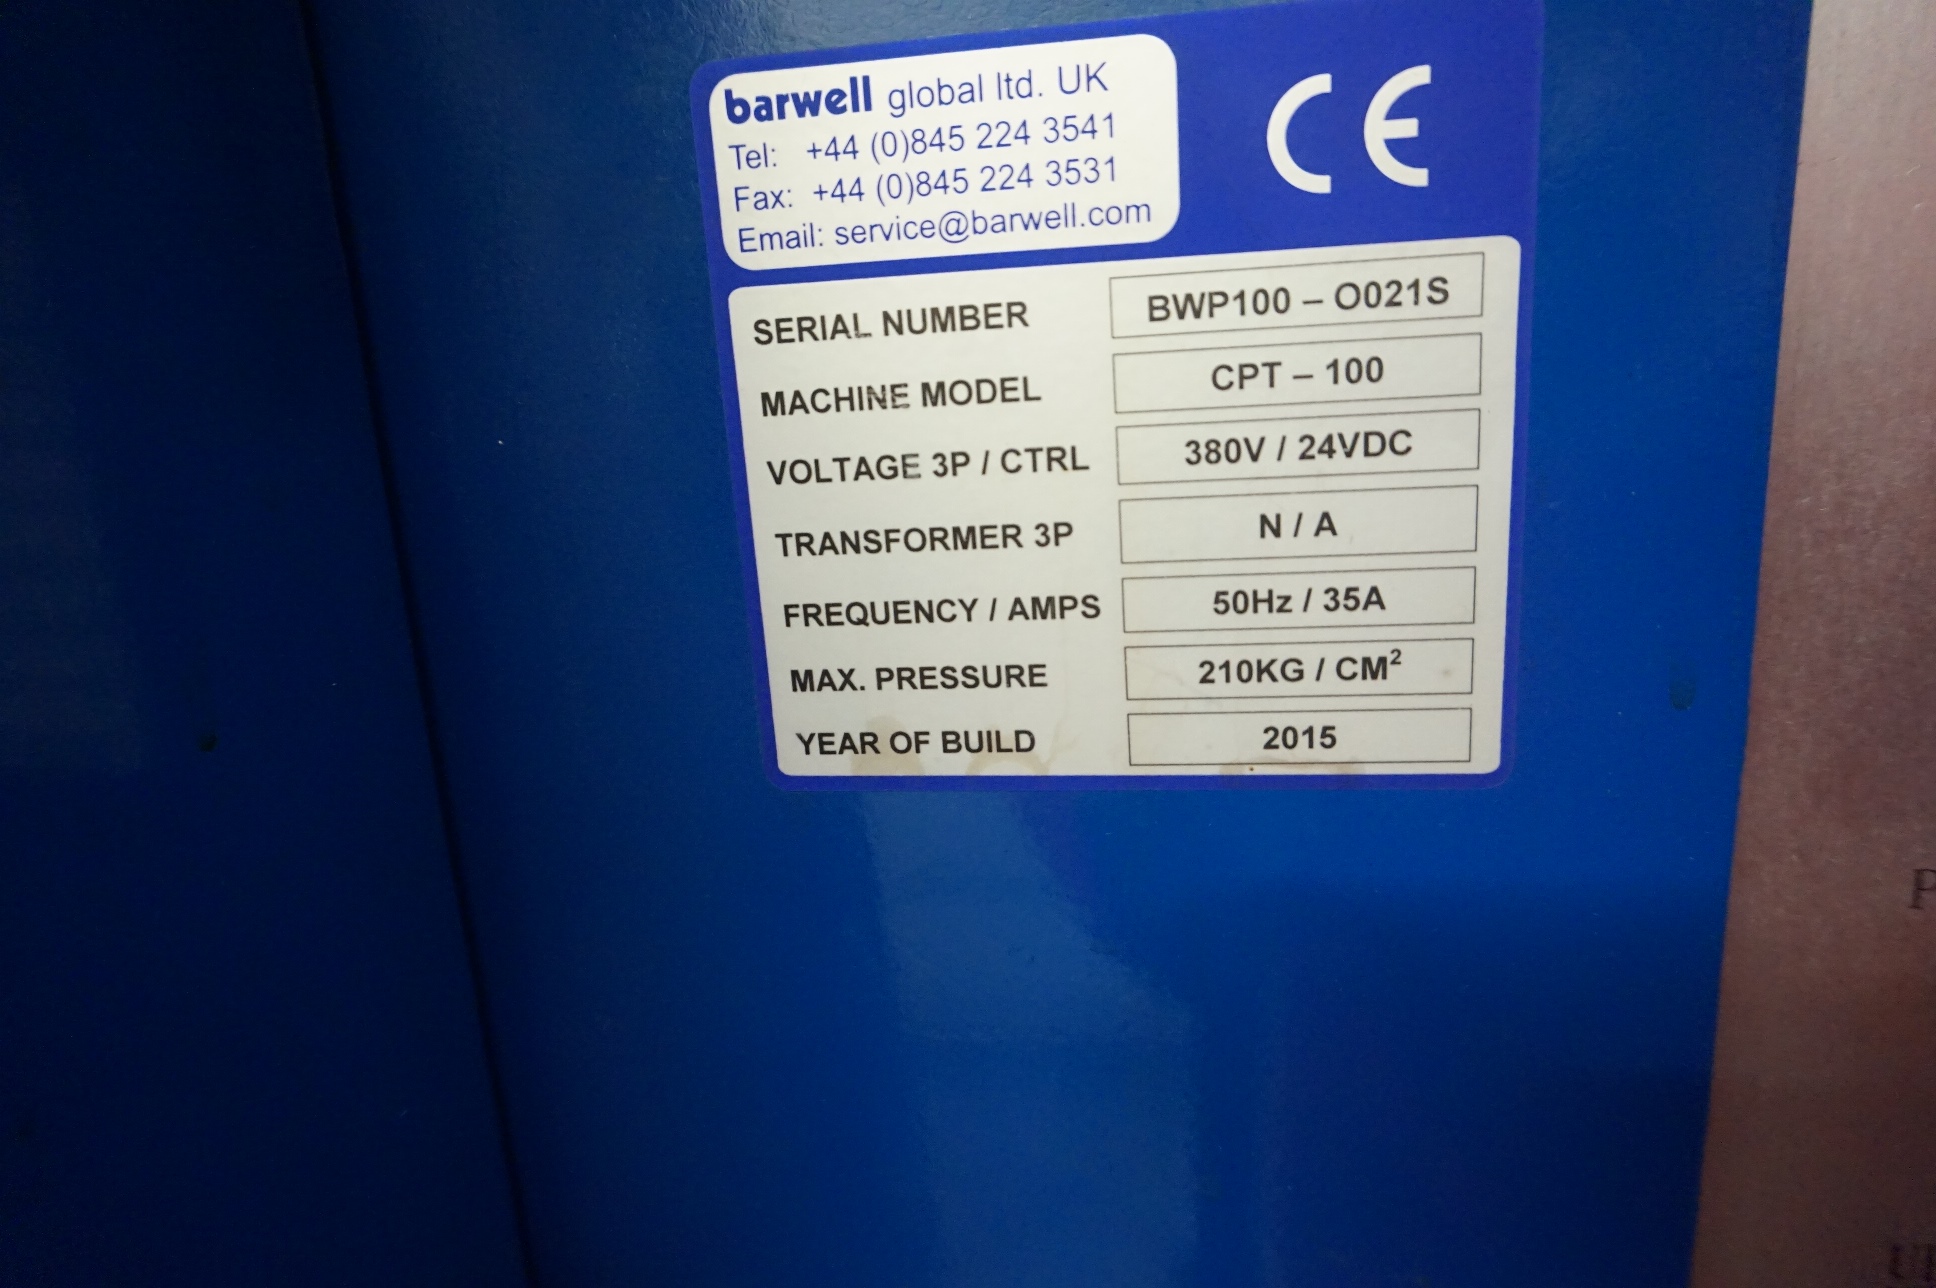 barwell global ltd. UK
Tel: +44 (0)845 224 3541
Fax: +44 (0)845 224 3531
Email: service@barwell.com
CE
SERIAL NUMBER BWP100 – O021S
MACHINE MODEL CPT – 100
VOLTAGE 3P / CTRL 380V / 24VDC
TRANSFORMER 3P N / A
FREQUENCY / AMPS 50Hz / 35A
MAX. PRESSURE 210KG / CM²
YEAR OF BUILD 2015